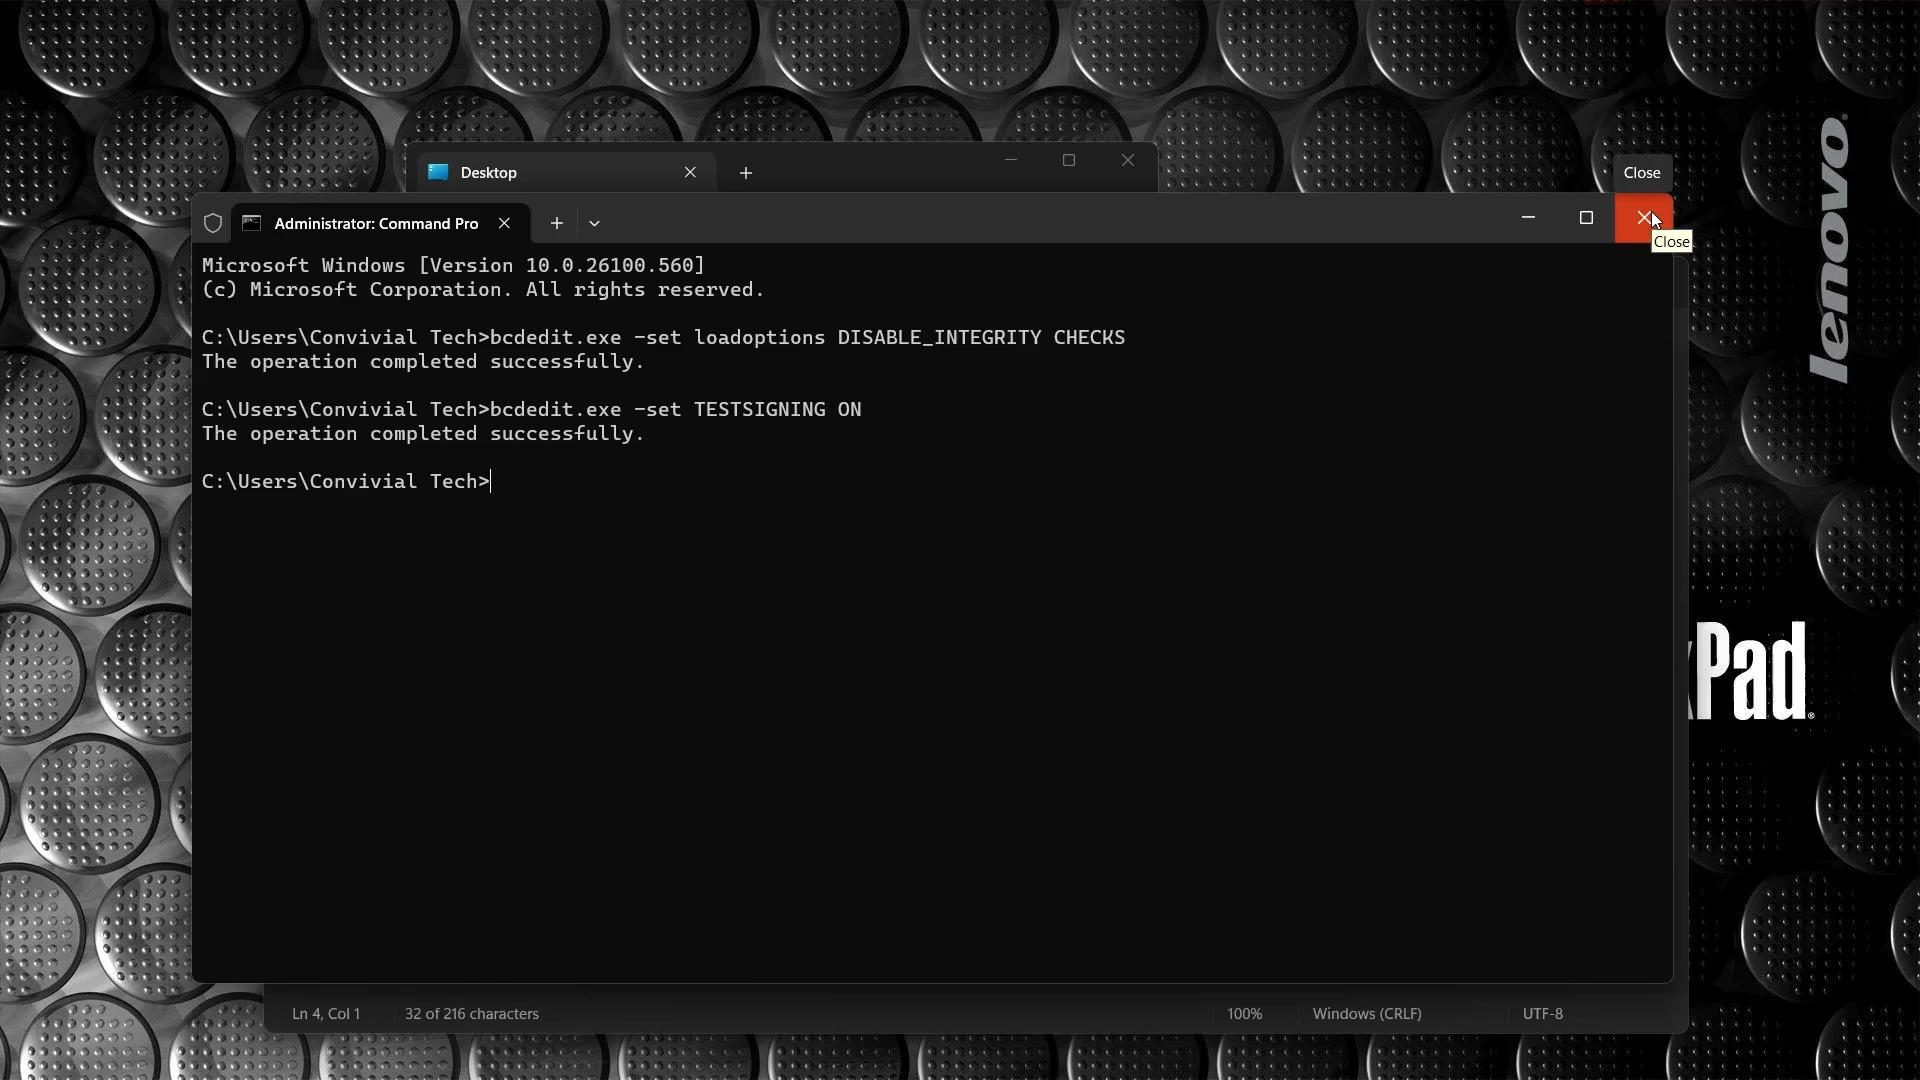 Desktop
Close
Administrator: Command Pro
Close
Microsoft Windows [Version 10.0.26100.560]
(c) Microsoft Corporation. All rights reserved.
C:\Users\Convivial Tech>bcdedit.exe -set loadoptions DISABLE_INTEGRITY CHECKS
The operation completed successfully.
C:\Users\Convivial Tech>bcdedit.exe -set TESTSIGNING ON
The operation completed successfully.
C:\Users\Convivial Tech>
lenovo
Pad
Ln 4, Col 1
32 of 216 characters
100%
Windows (CRLF)
UTF-8